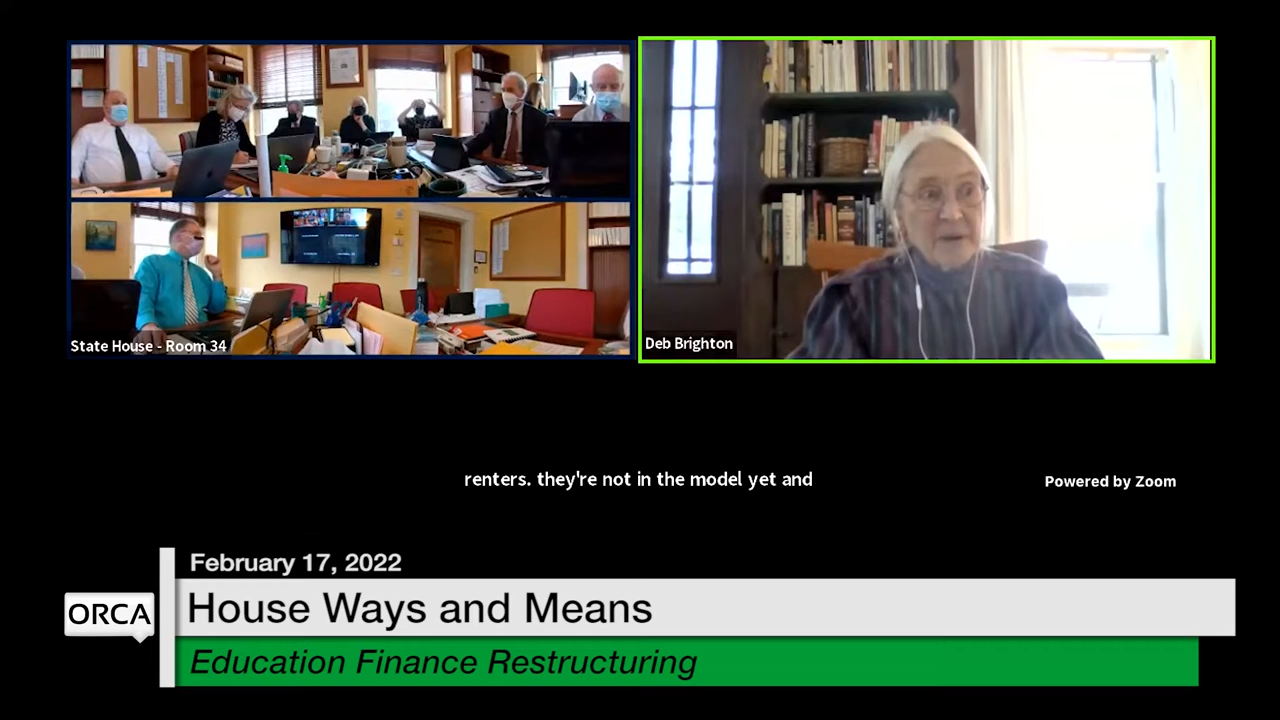 State House - Room 34
Deb Brighton
renters. they're not in the model yet and
Powered by Zoom
February 17, 2022
ORCA
House Ways and Means
Education Finance Restructuring